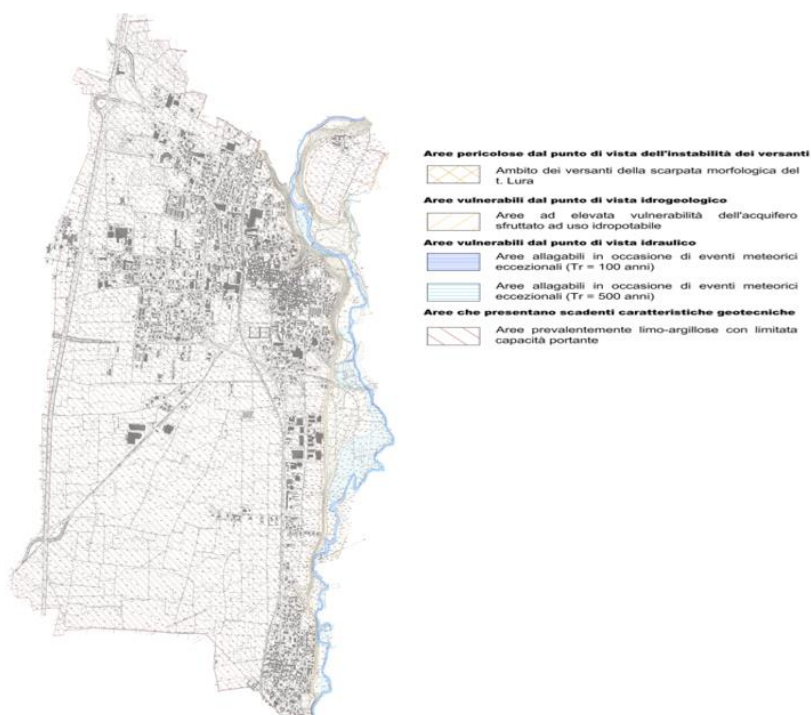 Aree pericolose dal punto di vista dell'instabilità dei versanti
Ambito dei versanti della scarpata morfologica del
t. Lura
Aree vulnerabili dal punto di vista idrogeologico
Aree ad elevata vulnerabilità dell'acquifero
sfruttato ad uso idropotabile
Aree vulnerabili dal punto di vista idraulico
Aree allagabili in occasione di eventi meteorici
eccezionali (Tr = 100 anni)
Aree allagabili in occasione di eventi meteorici
eccezionali (Tr = 500 anni)
Aree che presentano scadenti caratteristiche geotecniche
Aree prevalentemente limo-argillose con limitata
capacità portante